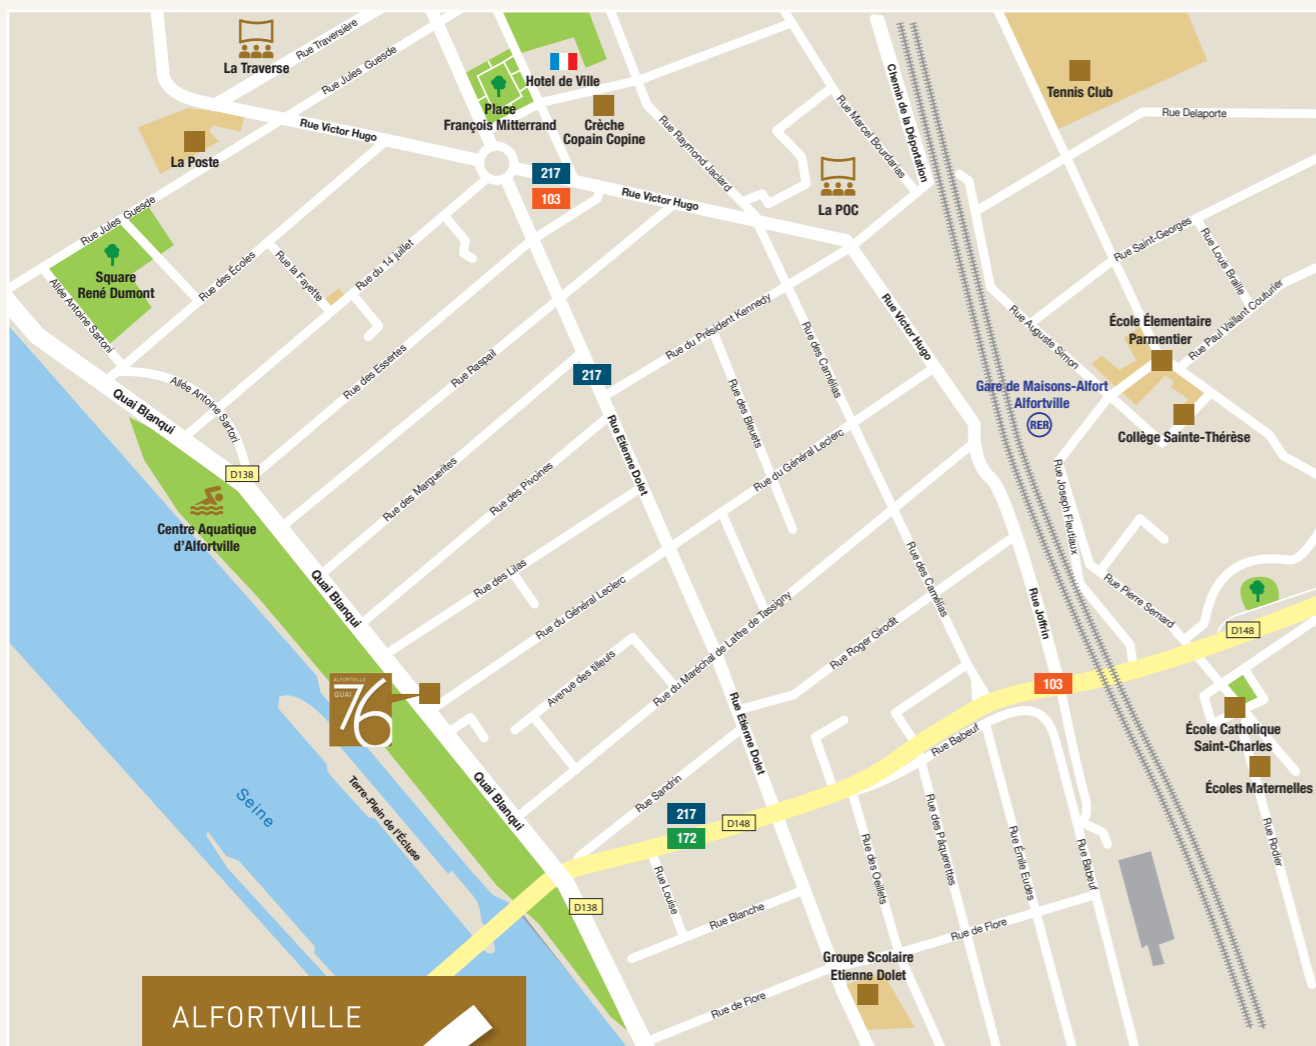 La Traverse
Rue Traversière
Rue Jules Guesde
Hotel de Ville
Place
François Mitterrand
Crèche
Copain Copine
Rue Victor Hugo
La Poste
Rue Raymond Jaclard
Rue Marcel Bourdarias
Chemin de la Déportation
Tennis Club
Rue Delaporte
217
103
Rue Victor Hugo
La POC
Rue Jules Guesde
Square
René Dumont
Allée Antoine Sartori
Rue des Écoles
Rue la Fayette
Rue du 14 juillet
Rue Saint-Georges
Rue Louis Braille
Rue Paul Vaillant Couturier
Rue Auguste Simon
École Élementaire
Parmentier
Rue Victor Hugo
Rue du Président Kennedy
Rue des Camélias
Rue des Essertes
Rue Raspail
217
Gare de Maisons-Alfort
Alfortville
RER
Collège Sainte-Thérèse
Quai Blanqui
Allée Antoine Sartori
D138
Rue des Bleuets
Rue Etienne Dolet
Rue du Général Leclerc
Rue des Marguerites
Rue des Pivoines
Centre Aquatique
d'Alfortville
Rue Joseph Fleutiaux
Quai Blanqui
Rue des Lilas
Rue du Général Leclerc
Rue des Camélias
Rue Joffrin
Rue Pierre Semard
D148
Rue du Maréchal de Lattre de Tassigny
Rue Roger Girodit
Avenue des tilleuls
ALFORTVILLE
QUAI
76
Rue Etienne Dolet
103
École Catholique
Saint-Charles
Écoles Maternelles
Rue Babeuf
Quai Blanqui
Rue Sandrin
217
172
D148
Seine
Terre-Plein de l'Écluse
Rue Louise
Rue des Oeillets
Rue des Pâquerettes
Rue Émile Eudes
Rue Babeuf
Rue Rodier
D138
Rue Blanche
Rue de Flore
Groupe Scolaire
Etienne Dolet
Rue de Flore
ALFORTVILLE